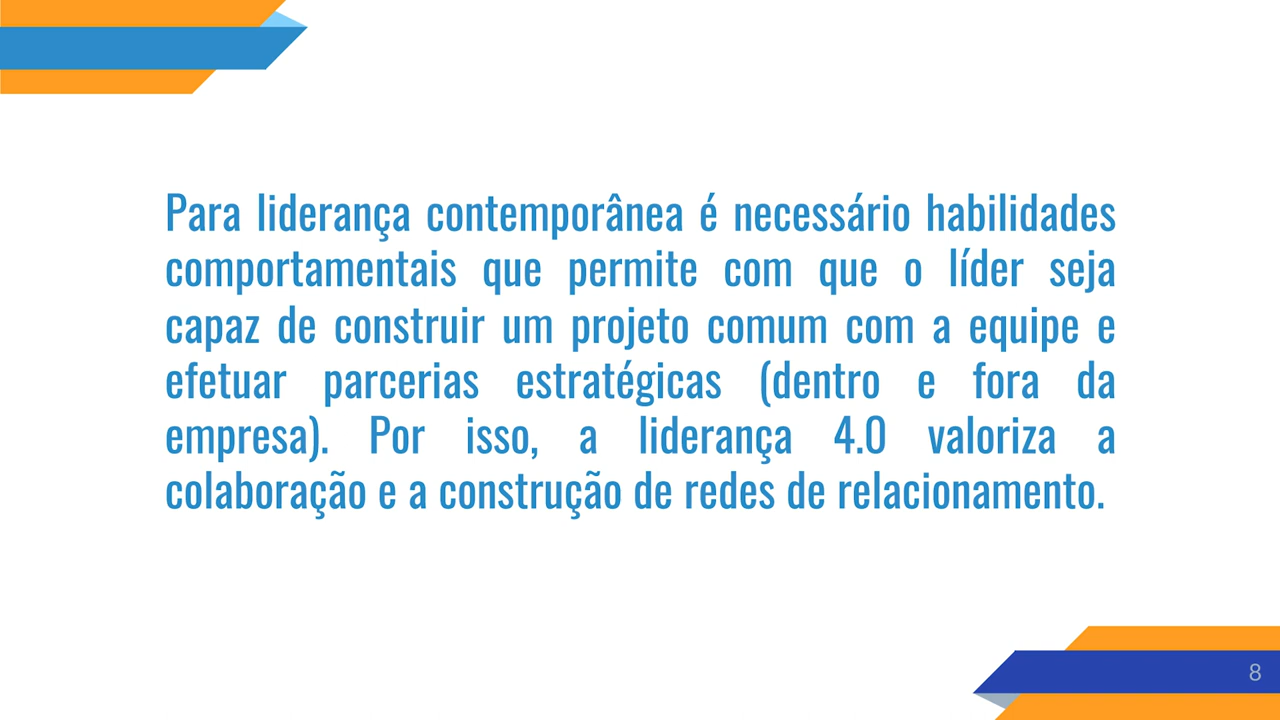 Para liderança contemporânea é necessário habilidades
comportamentais que permite com que o líder seja
capaz de construir um projeto comum com a equipe e
efetuar parcerias estratégicas (dentro e fora da
empresa). Por isso, a liderança 4.0 valoriza a
colaboração e a construção de redes de relacionamento.
8